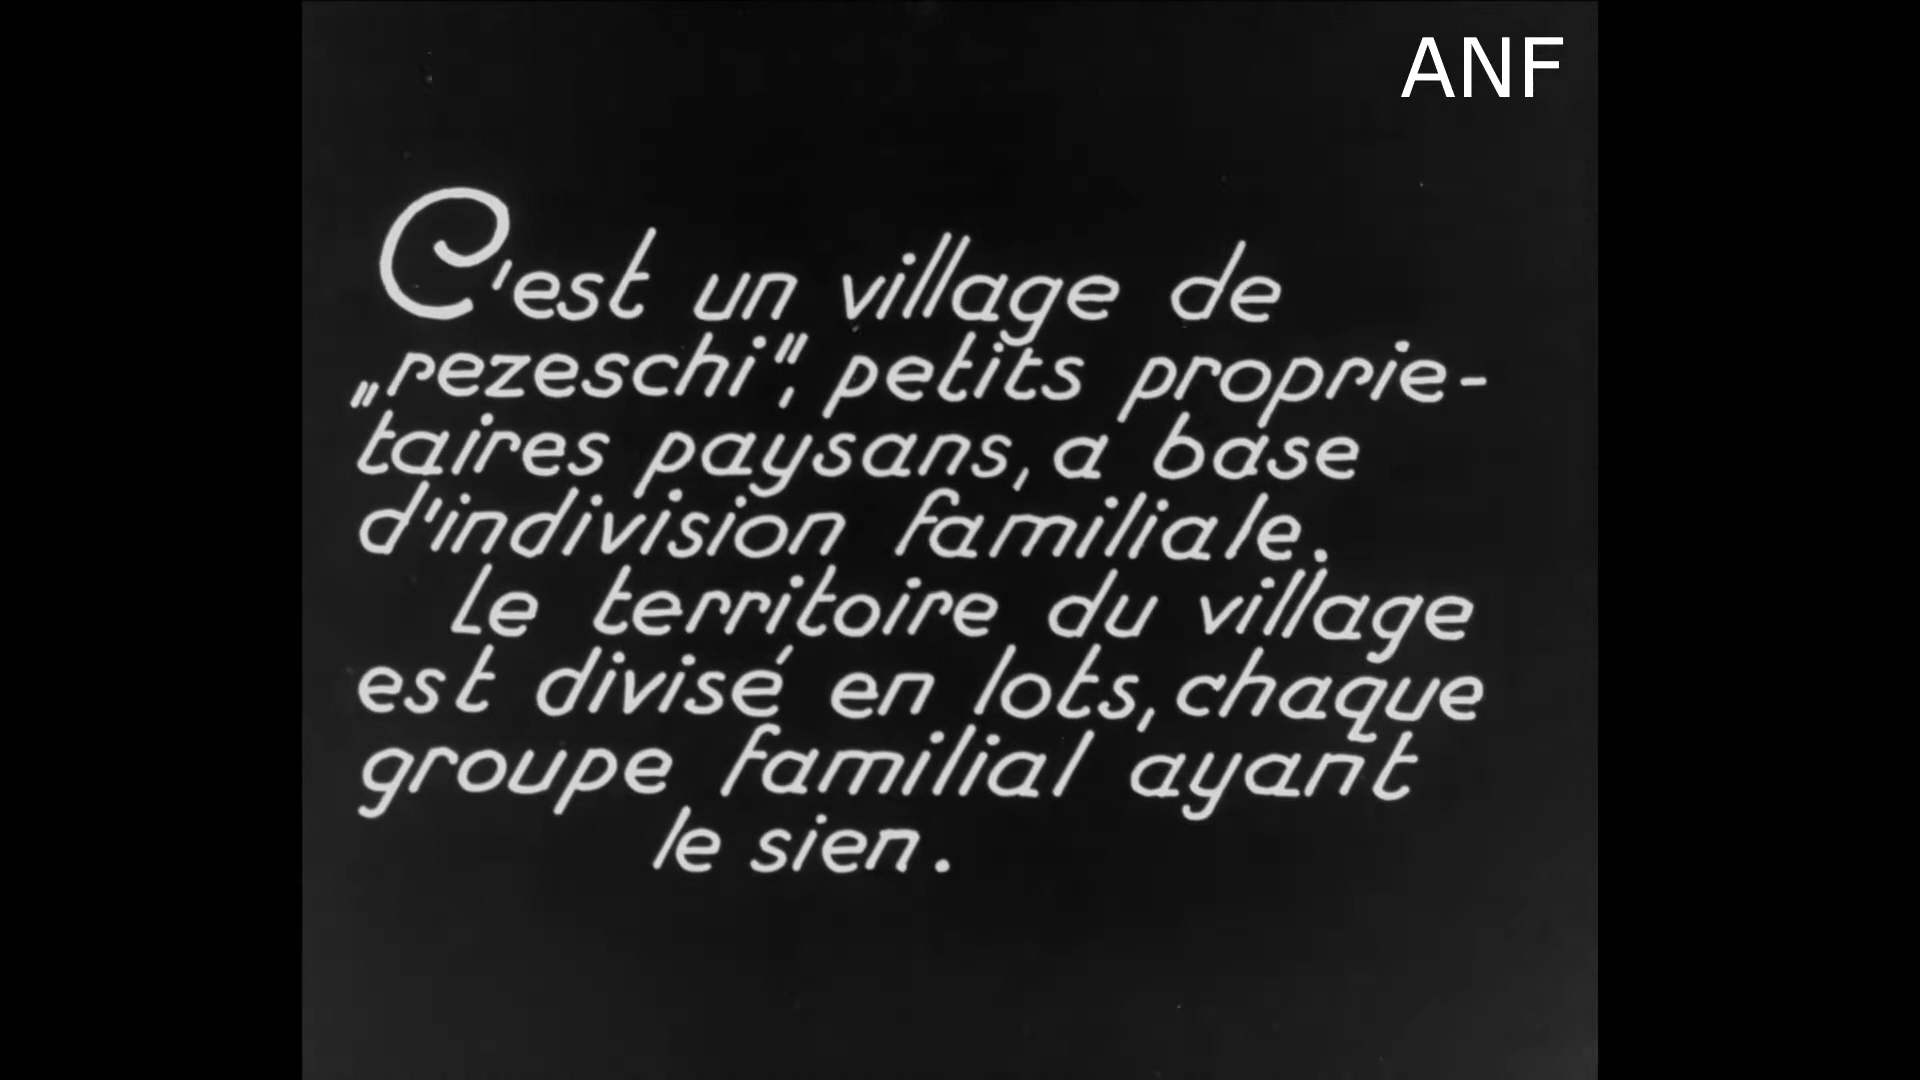 ANF
C'est un village de
„rezeschi", petits proprie-
taires paysans, a base
d'indivision familiale.
Le territoire du village
est divisé en lots, chaque
groupe familial ayant
le sien.